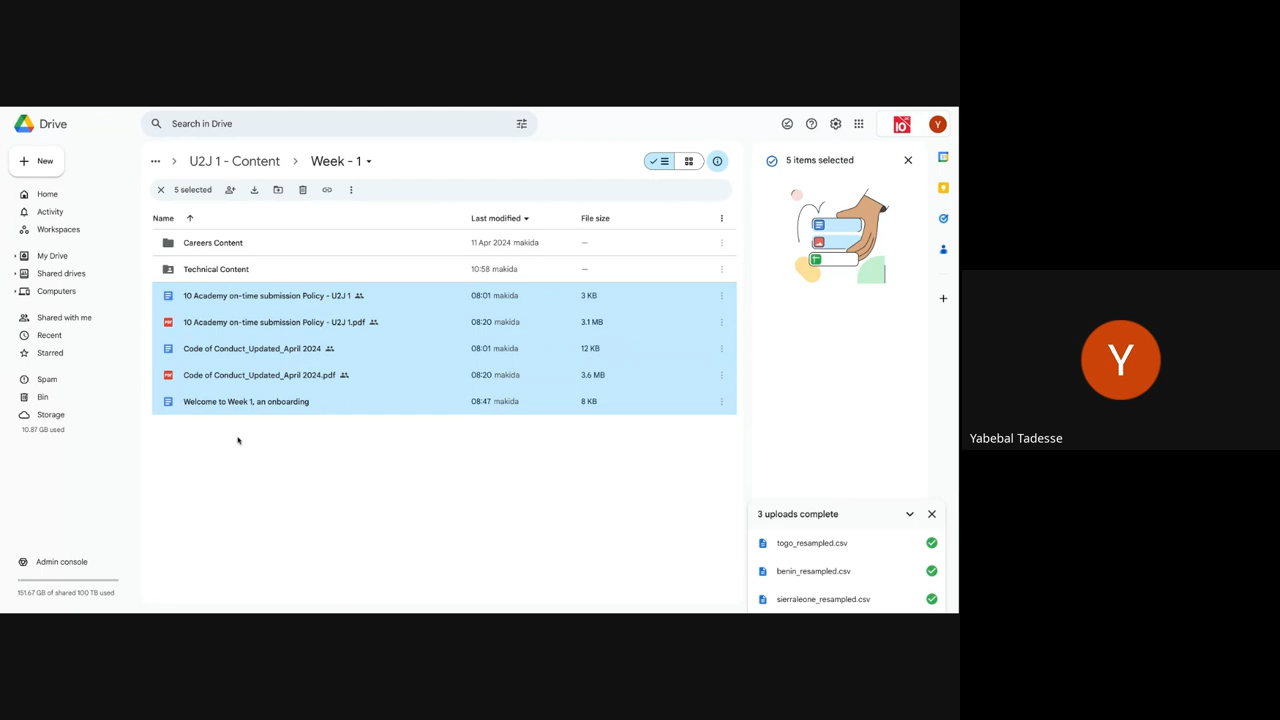 Drive
Search in Drive
10
Y
New
U2J 1 - Content
Week - 1
5 items selected
5 selected
Home
Activity
Workspaces
My Drive
Shared drives
Computers
Shared with me
Recent
Starred
Spam
Bin
Storage
10.87 GB used
Admin console
151.67 GB of shared 100 TB used
Name Last modified File size
Careers Content 11 Apr 2024 makida —
Technical Content 10:58 makida —
10 Academy on-time submission Policy - U2J 1 08:01 makida 3 KB
10 Academy on-time submission Policy - U2J 1.pdf 08:20 makida 3.1 MB
Code of Conduct_Updated_April 2024 08:01 makida 12 KB
Code of Conduct_Updated_April 2024.pdf 08:20 makida 3.6 MB
Welcome to Week 1, an onboarding 08:47 makida 8 KB
3 uploads complete
togo_resampled.csv
benin_resampled.csv
sierraleone_resampled.csv
Y
Yabebal Tadesse